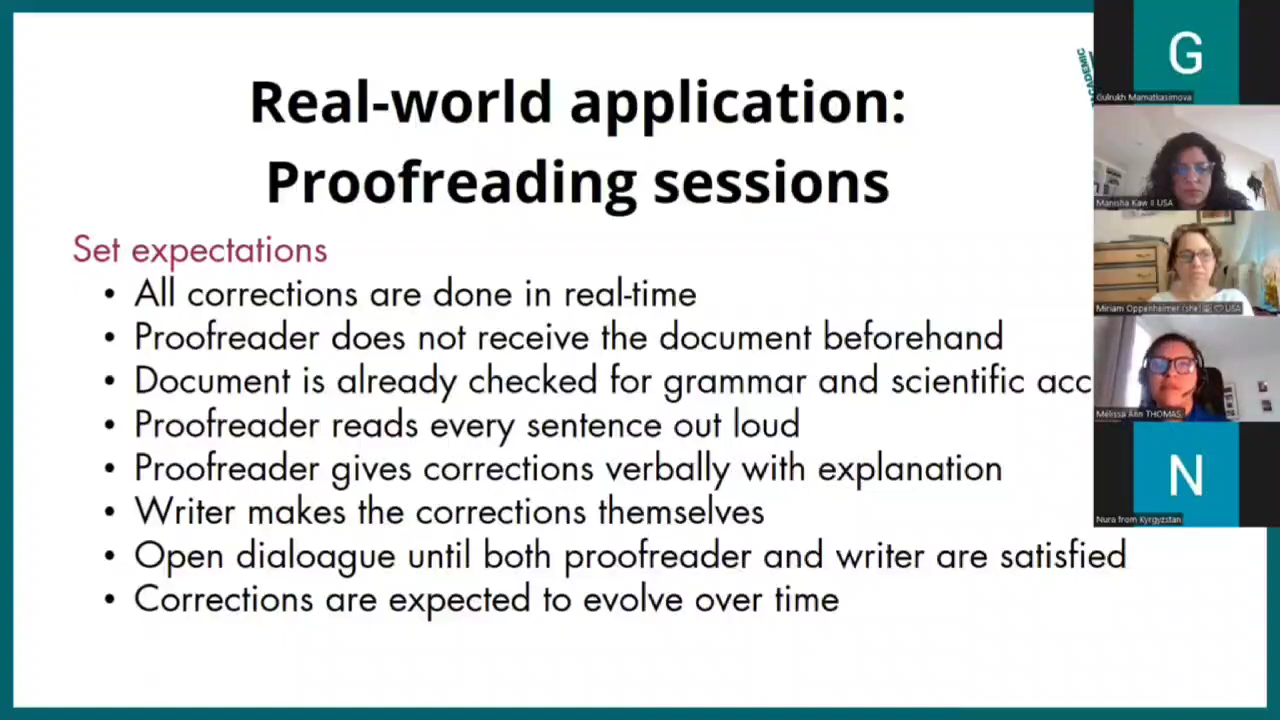 Real-world application:
Proofreading sessions
Set expectations
• All corrections are done in real-time
• Proofreader does not receive the document beforehand
• Document is already checked for grammar and scientific acc
• Proofreader reads every sentence out loud
• Proofreader gives corrections verbally with explanation
• Writer makes the corrections themselves
• Open dialoague until both proofreader and writer are satisfied
• Corrections are expected to evolve over time
ACADEMIC
G
Gulrukh Mamatkasimova
Manisha Kaw II USA
Miriam Oppenheimer (she) USA
Melissa Ann THOMAS
N
Nura from Kyrgyzstan